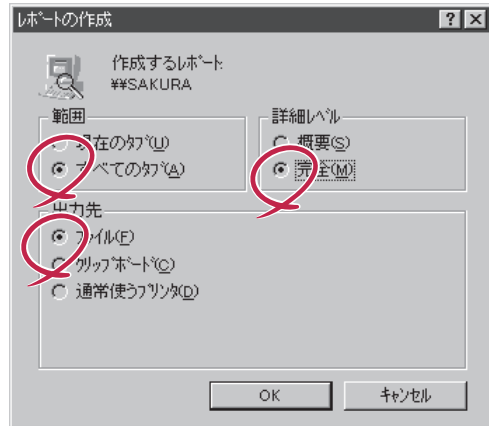 ﾚﾎﾟｰﾄの作成
作成するﾚﾎﾟｰﾄ:
¥¥SAKURA
範囲
現在のﾀﾌﾞ(U)
すべてのﾀﾌﾞ(A)
詳細ﾚﾍﾞﾙ
概要(S)
完全(M)
出力先
ﾌｧｲﾙ(F)
ｸﾘｯﾌﾟﾎﾞｰﾄﾞ(C)
通常使うﾌﾟﾘﾝﾀ(D)
OK
ｷｬﾝｾﾙ